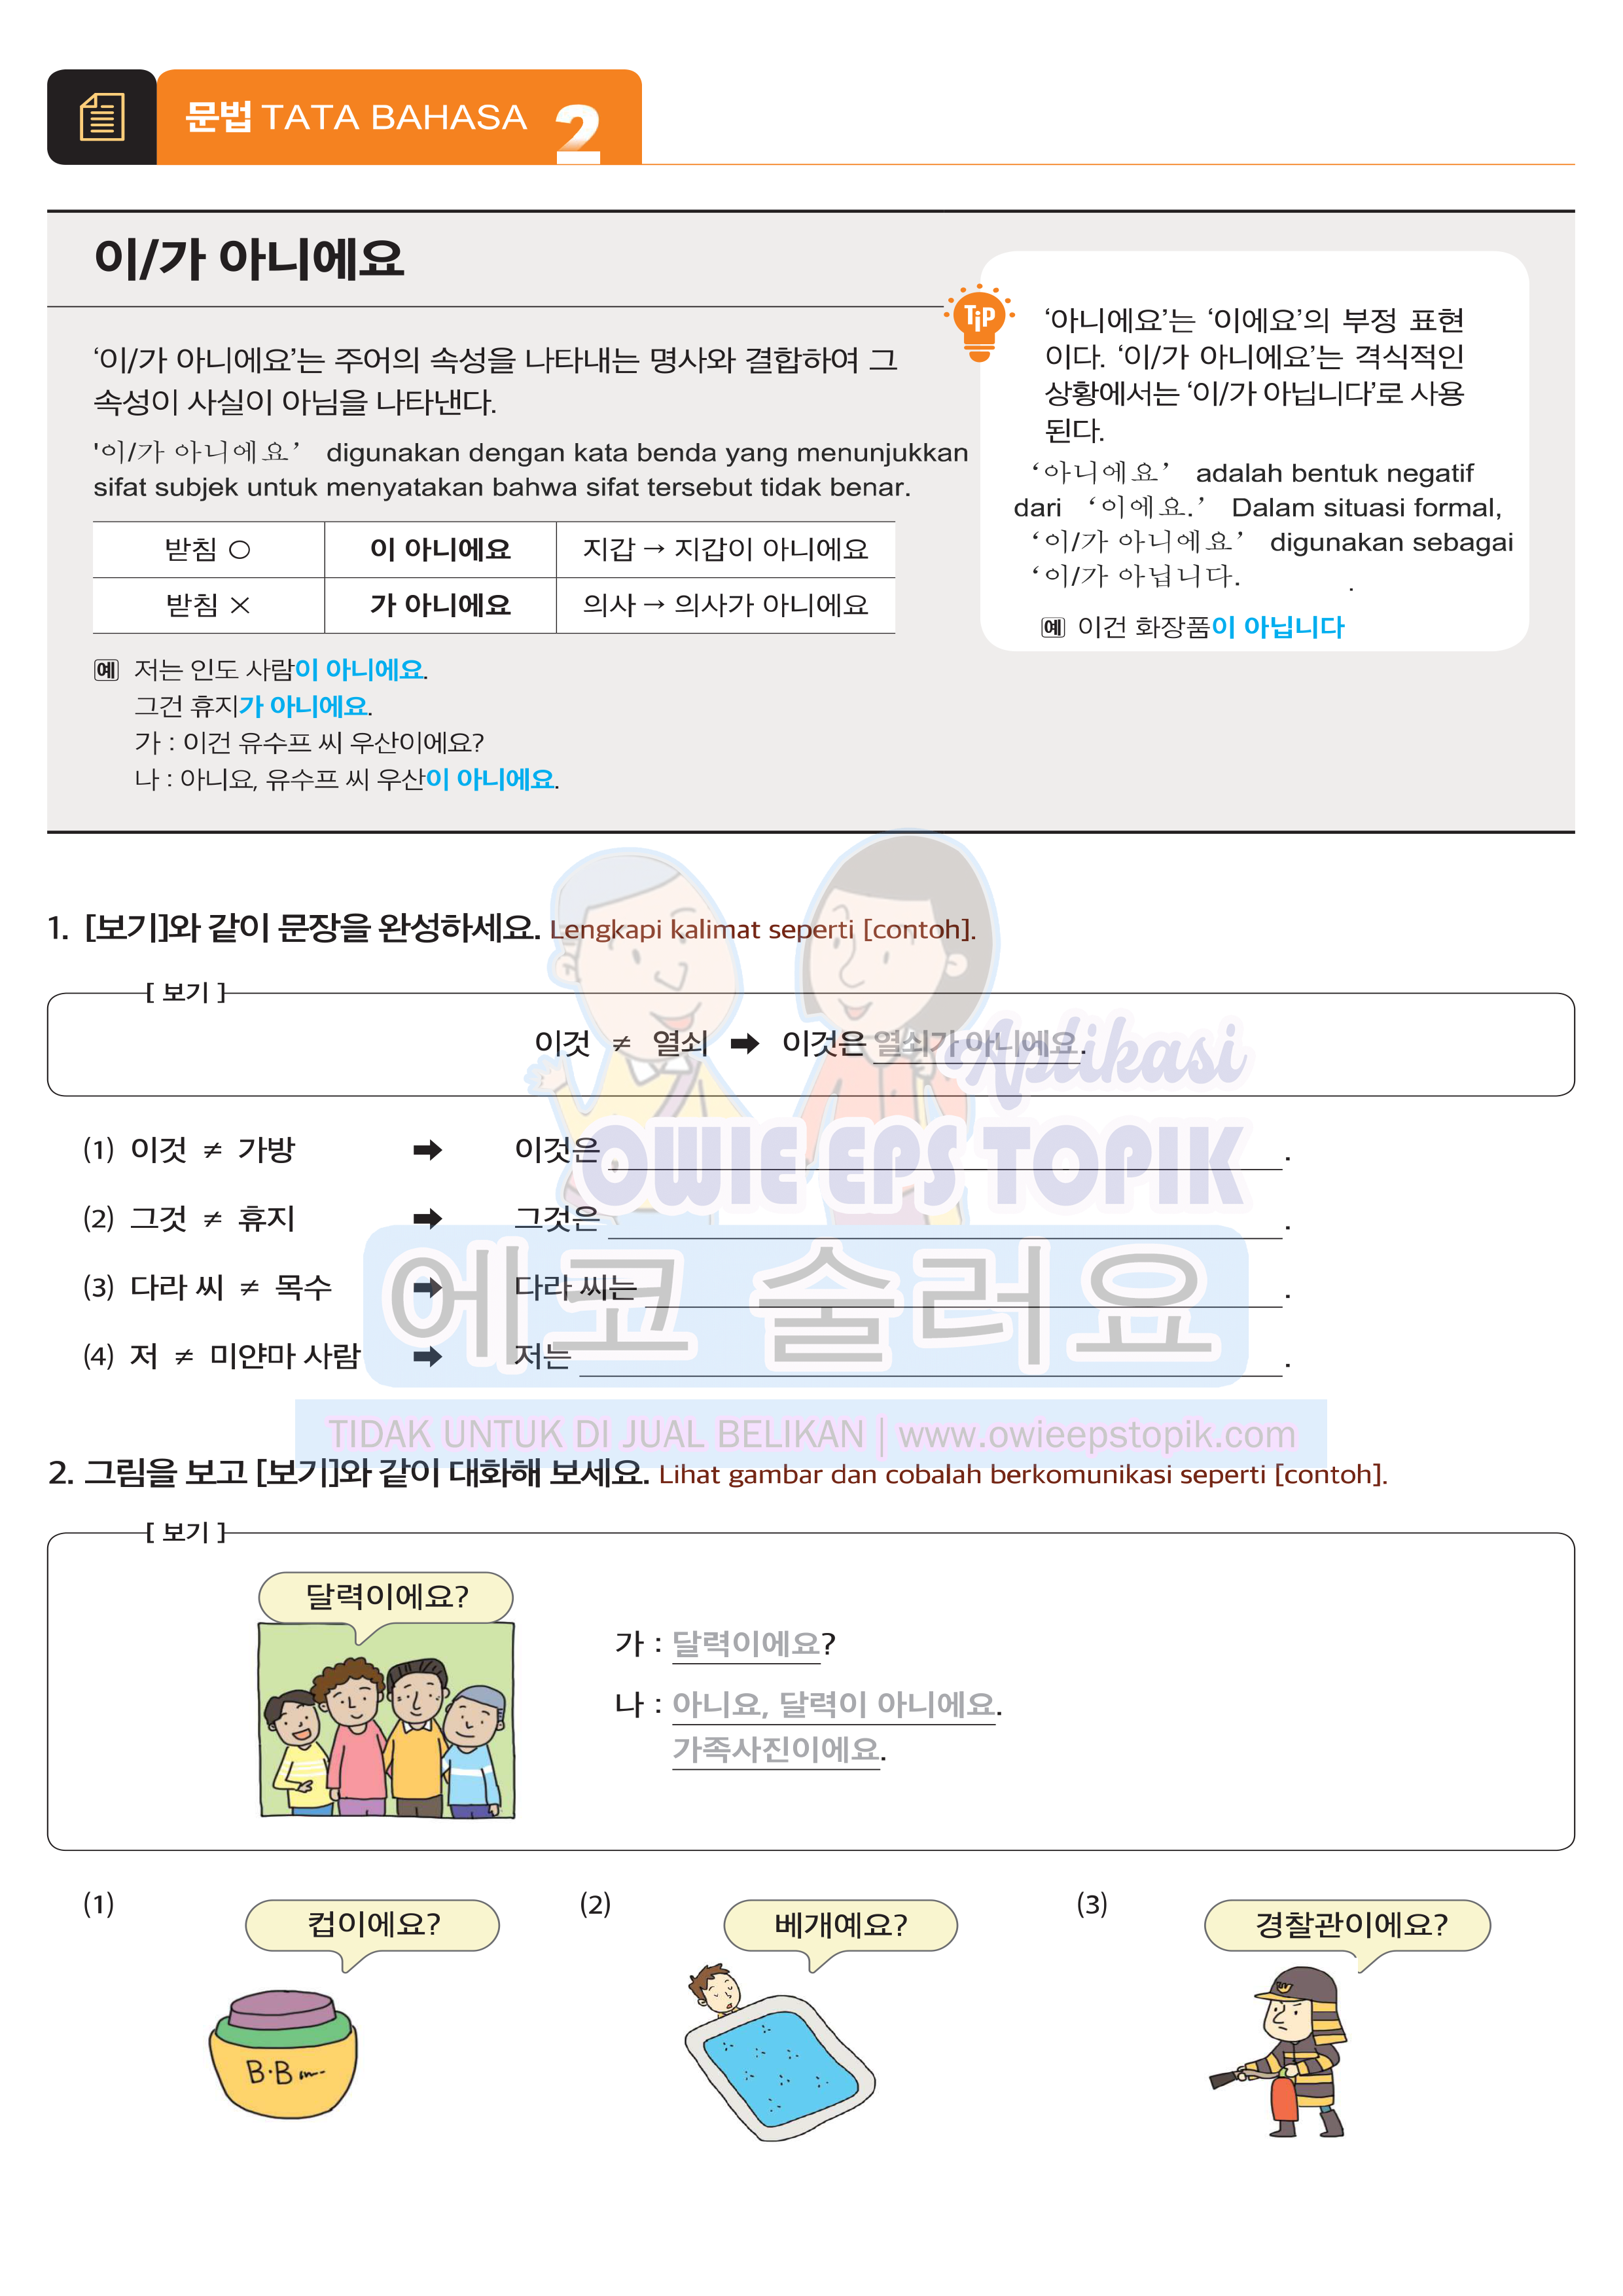 문법 TATA BAHASA 2
이/가 아니에요
‘이/가 아니에요’는 주어의 속성을 나타내는 명사와 결합하여 그
속성이 사실이 아님을 나타낸다.
'이/가 아니에요’ digunakan dengan kata benda yang menunjukkan
sifat subjek untuk menyatakan bahwa sifat tersebut tidak benar.
받침 ○ 이 아니에요 지갑 → 지갑이 아니에요
받침 × 가 아니에요 의사 → 의사가 아니에요
예 저는 인도 사람이 아니에요.
그건 휴지가 아니에요.
가 : 이건 유수프 씨 우산이에요?
나 : 아니요, 유수프 씨 우산이 아니에요.
Tip
‘아니에요’는 ‘이에요’의 부정 표현
이다. ‘이/가 아니에요’는 격식적인
상황에서는 ‘이/가 아닙니다’로 사용
된다.
‘아니에요’ adalah bentuk negatif
dari ‘이에요.’ Dalam situasi formal,
‘이/가 아니에요’ digunakan sebagai
‘이/가 아닙니다. .
예 이건 화장품이 아닙니다
1. [보기]와 같이 문장을 완성하세요. Lengkapi kalimat seperti [contoh].
[ 보기 ]
이것 ≠ 열쇠 ➡ 이것은 열쇠가 아니에요.
(1) 이것 ≠ 가방 ➡ 이것은 .
(2) 그것 ≠ 휴지 ➡ 그것은 .
(3) 다라 씨 ≠ 목수 ➡ 다라 씨는 .
(4) 저 ≠ 미얀마 사람 ➡ 저는 .
Aplikasi
OWIE EPS TOPIK
에코 술러요
TIDAK UNTUK DI JUAL BELIKAN | www.owieepstopik.com
2. 그림을 보고 [보기]와 같이 대화해 보세요. Lihat gambar dan cobalah berkomunikasi seperti [contoh].
[ 보기 ]
달력이에요?
가 : 달력이에요?
나 : 아니요, 달력이 아니에요.
가족사진이에요.
(1) 컵이에요?
B·B
(2) 베개예요?
(3) 경찰관이에요?